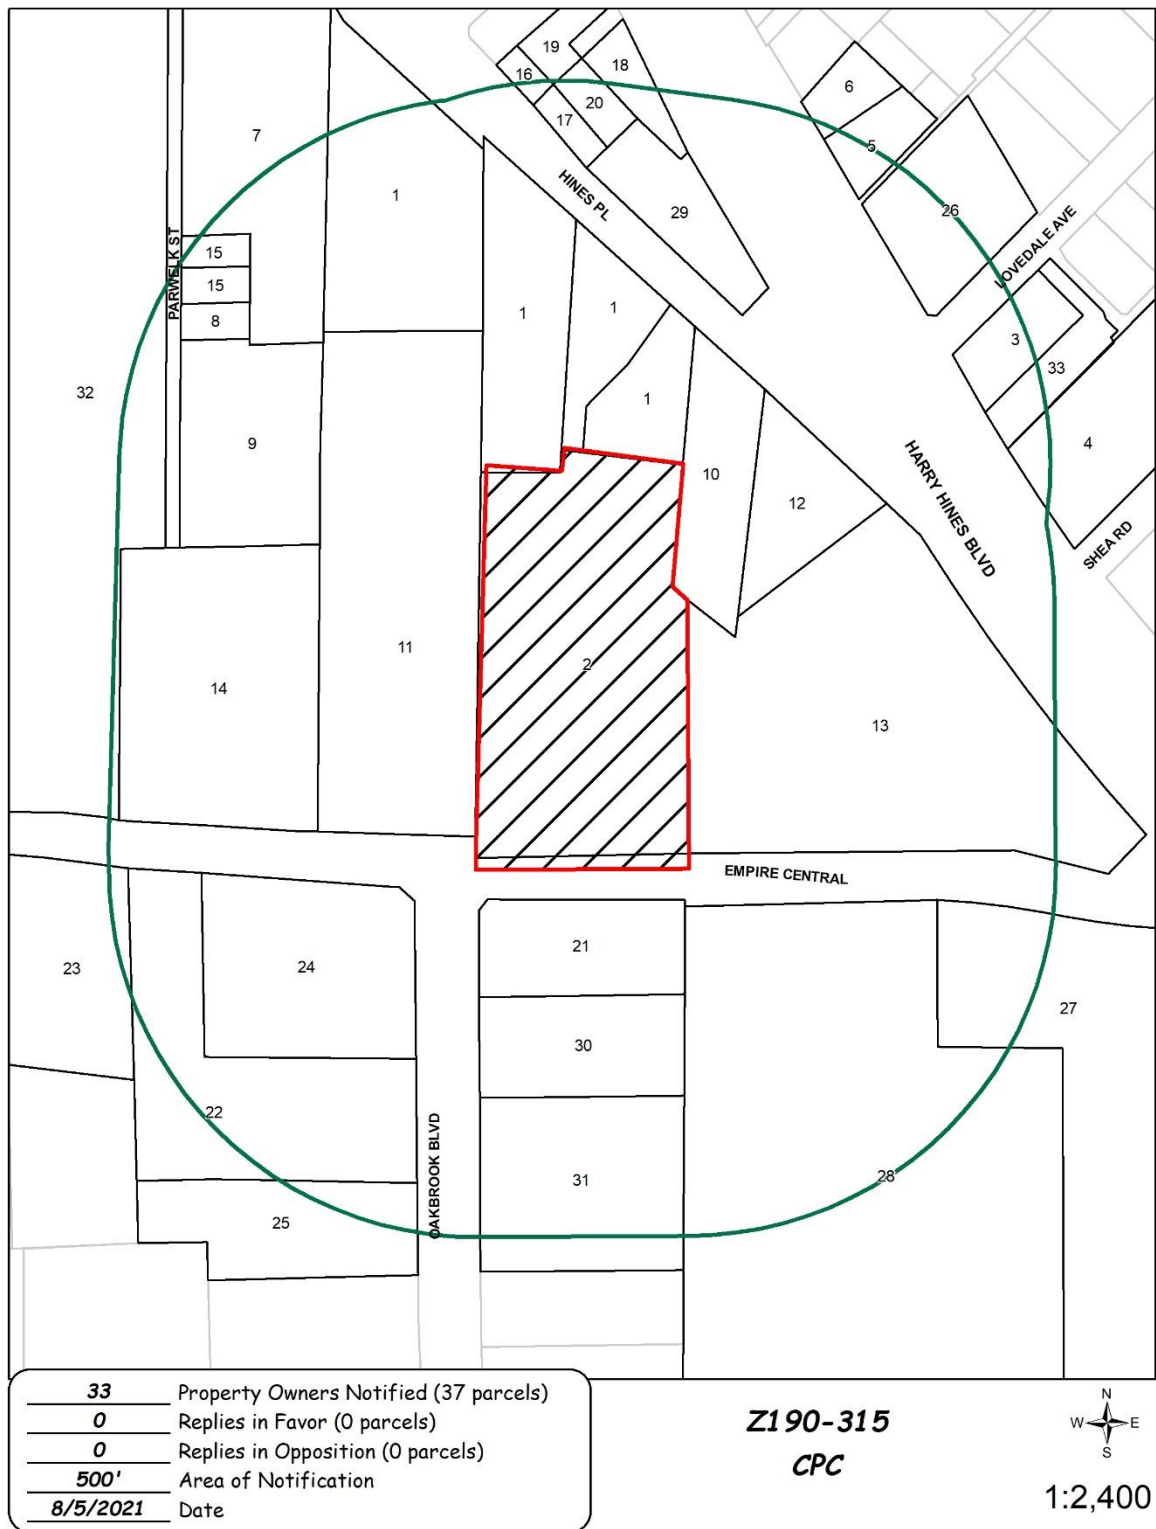 19
18
16
6
20
17
7
5
1
HINES PL
29
26
PARWELK ST
15
LOVEDALE AVE
15
1
1
8
3
33
32
1
9
4
HARRY HINES BLVD
10
12
SHEA RD
11
2
14
13
EMPIRE CENTRAL
21
24
23
27
30
22
OAKBROOK BLVD
31
28
25
33 Property Owners Notified (37 parcels)
0 Replies in Favor (0 parcels)
0 Replies in Opposition (0 parcels)
500' Area of Notification
8/5/2021 Date
Z190-315
CPC
N
W E
S
1:2,400